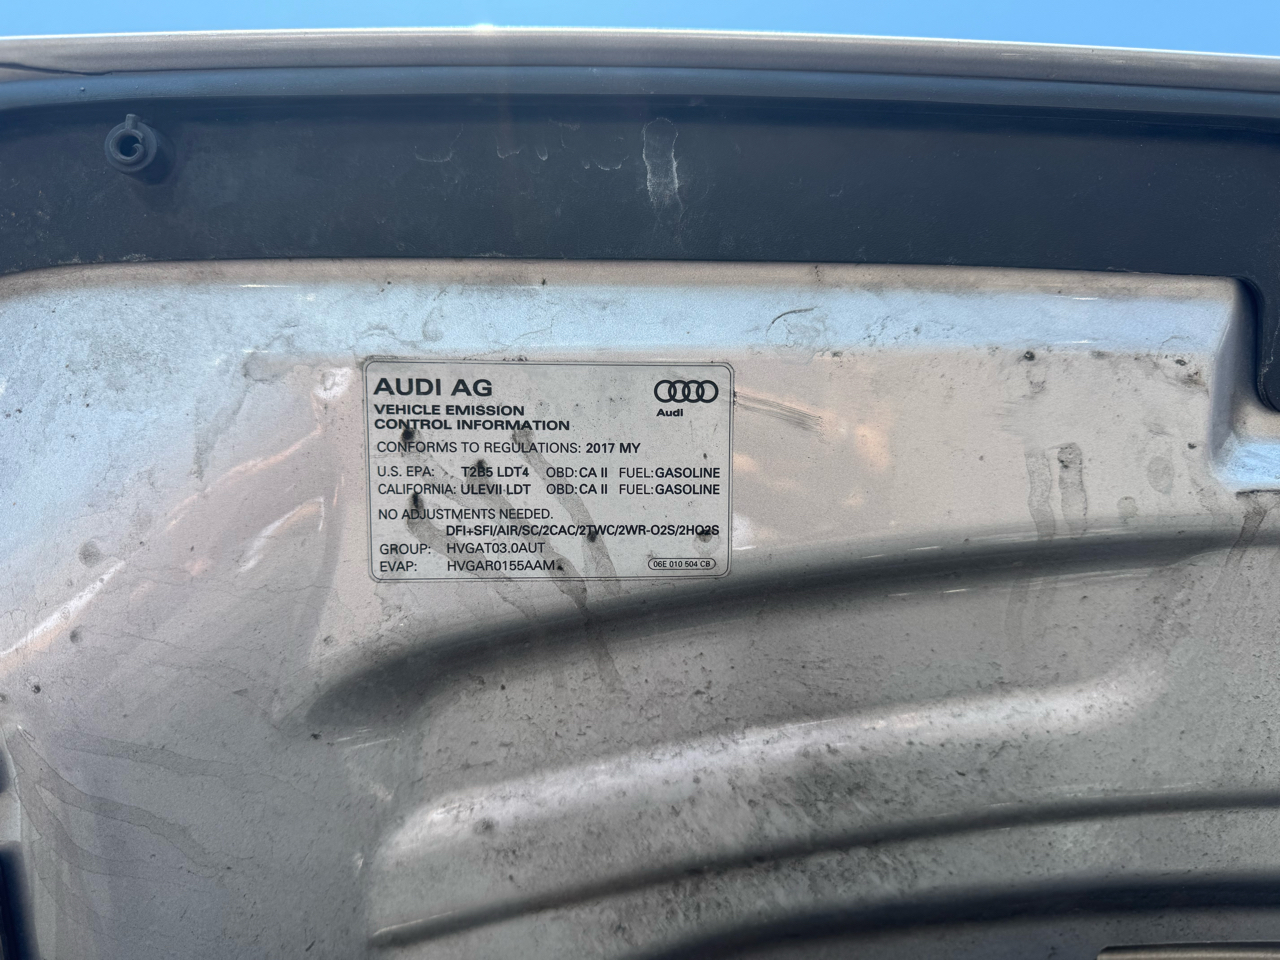 AUDI AG
Audi
VEHICLE EMISSION
CONTROL INFORMATION
CONFORMS TO REGULATIONS: 2017 MY
U.S. EPA: T2B5 LDT4 OBD: CA II FUEL: GASOLINE
CALIFORNIA: ULEVII LDT OBD: CA II FUEL: GASOLINE
NO ADJUSTMENTS NEEDED.
DFI+SFI/AIR/SC/2CAC/2TWC/2WR-O2S/2HO2S
GROUP: HVGAT03.0AUT
EVAP: HVGAR0155AAM
06E 010 504 CB